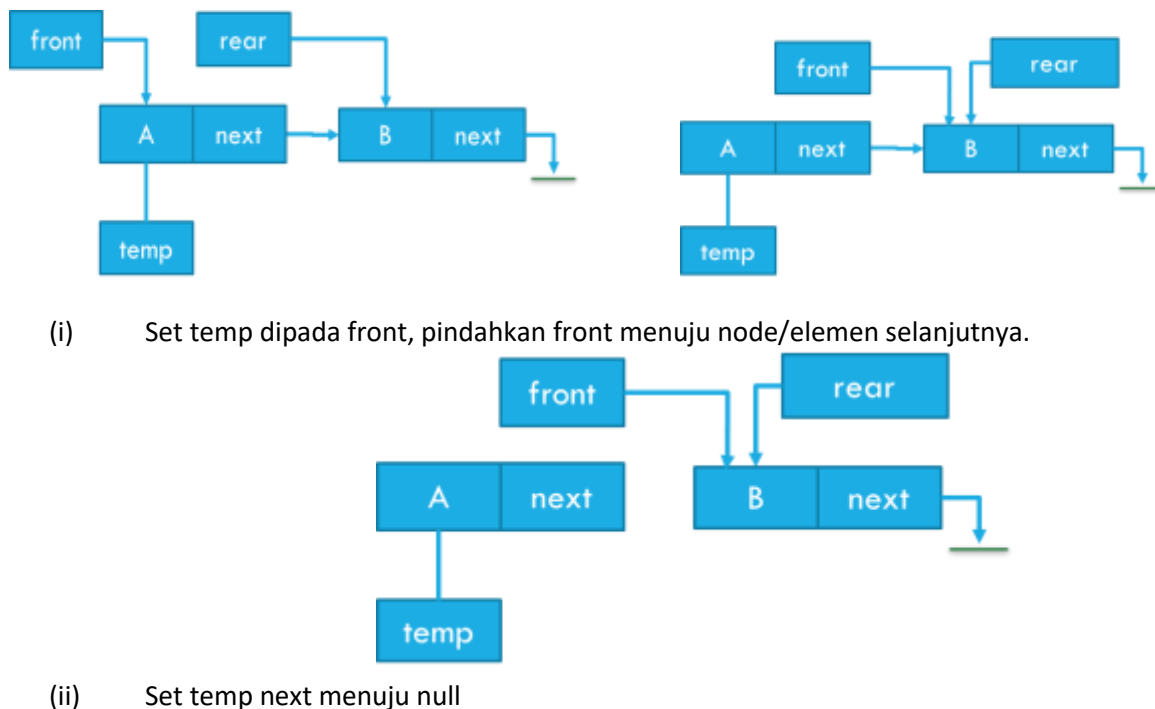 front
rear
A next
B next
temp
front
rear
A next
B next
temp
(i) Set temp dipada front, pindahkan front menuju node/elemen selanjutnya.
front
rear
A next
B next
temp
(ii) Set temp next menuju null